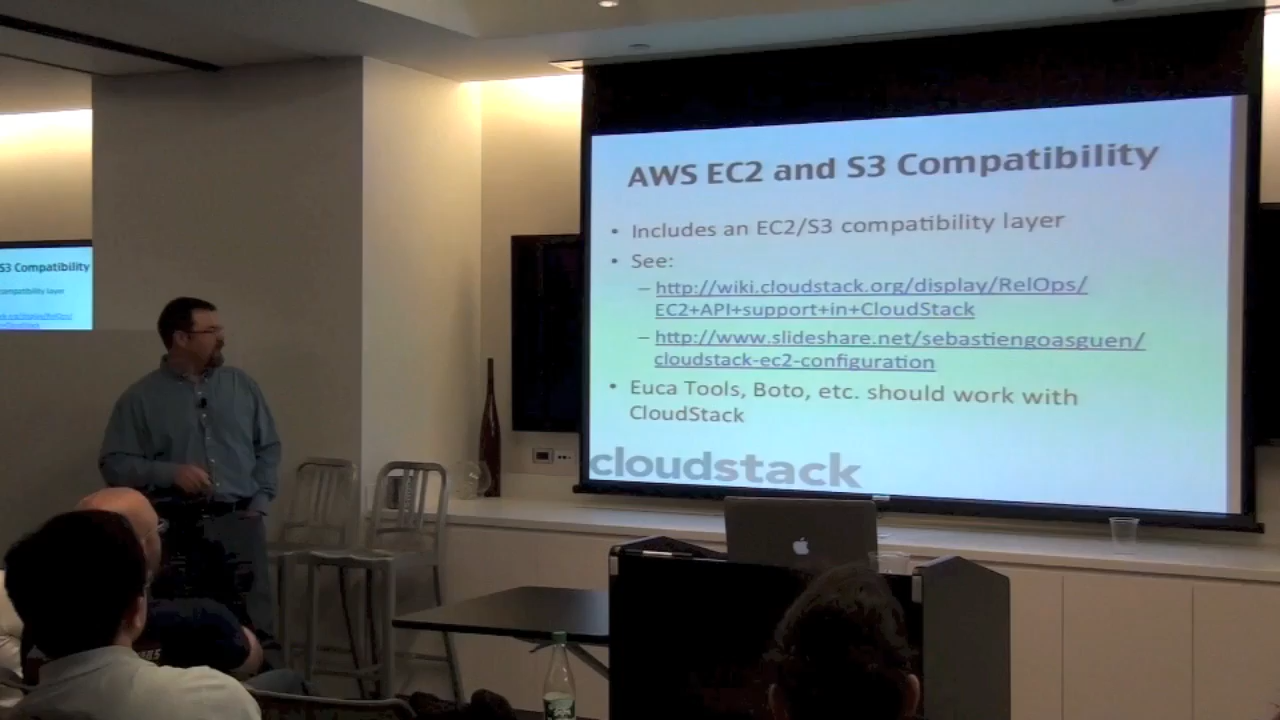 AWS EC2 and S3 Compatibility
• Includes an EC2/S3 compatibility layer
• See:
– http://wiki.cloudstack.org/display/RelOps/
EC2+API+support+in+CloudStack
– http://www.slideshare.net/sebastiengoasguen/
cloudstack-ec2-configuration
• Euca Tools, Boto, etc. should work with
CloudStack
cloudstack
S3 Compatibility
compatibility layer